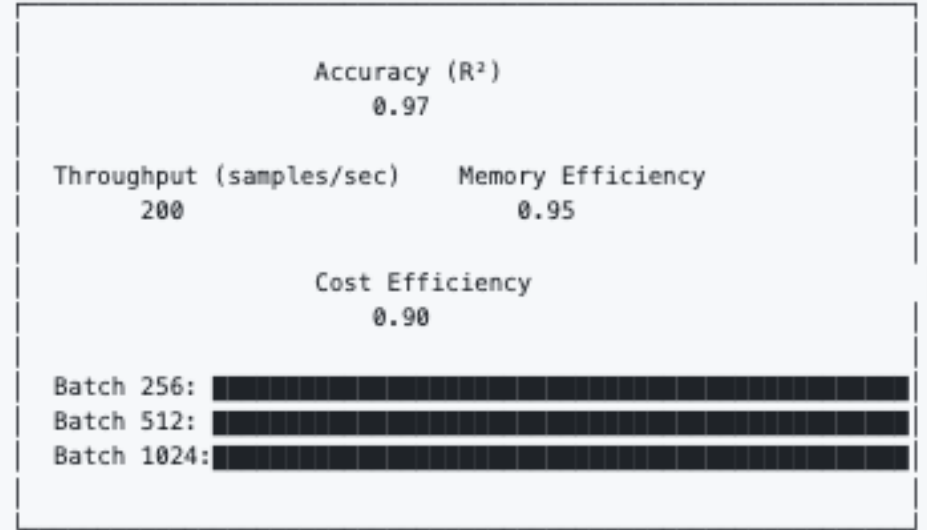 Accuracy (R²)
0.97
Throughput (samples/sec) Memory Efficiency
200 0.95
Cost Efficiency
0.90
Batch 256:
Batch 512:
Batch 1024: